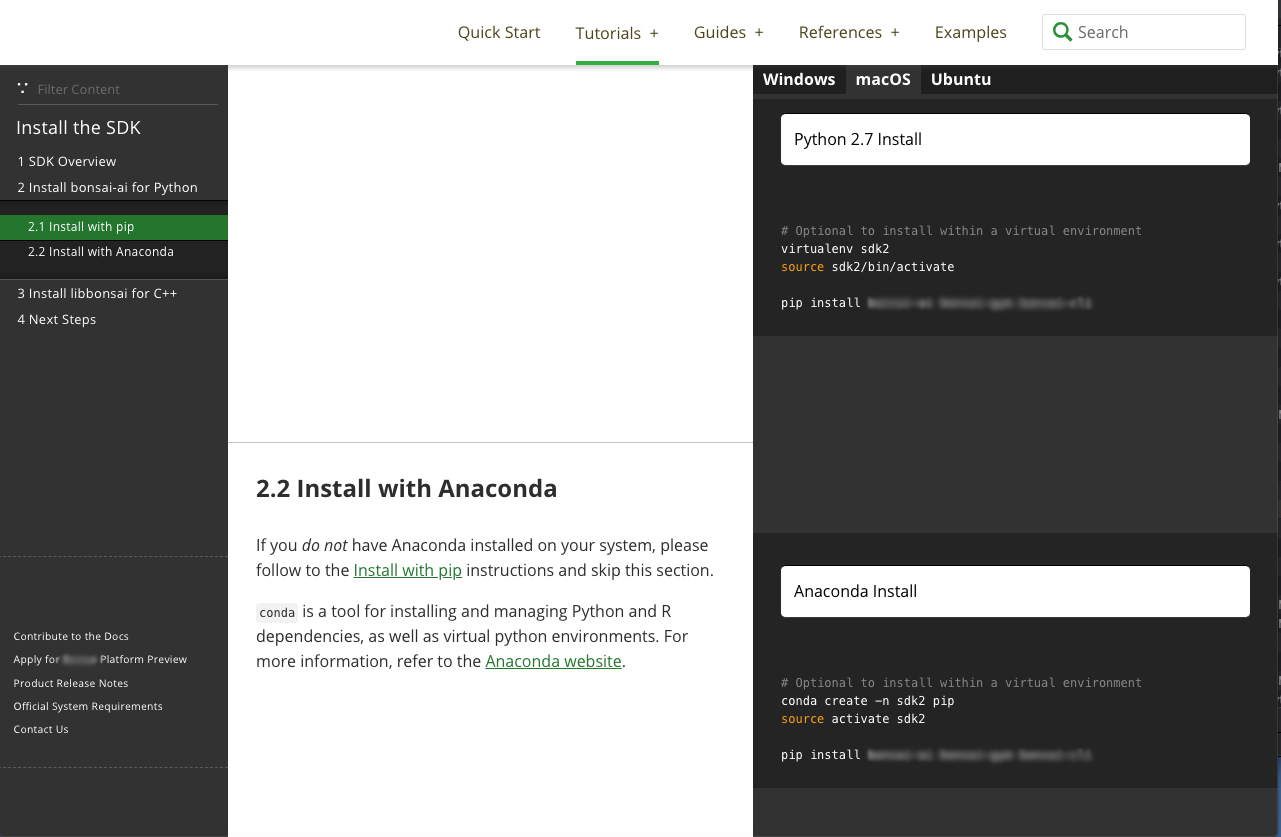 Quick Start Tutorials + Guides + References + Examples Search
Filter Content
Install the SDK
1 SDK Overview
2 Install bonsai-ai for Python
2.1 Install with pip
2.2 Install with Anaconda
3 Install libbonsai for C++
4 Next Steps
Contribute to the Docs
Apply for Platform Preview
Product Release Notes
Official System Requirements
Contact Us
2.2 Install with Anaconda
If you do not have Anaconda installed on your system, please
follow to the Install with pip instructions and skip this section.
conda is a tool for installing and managing Python and R
dependencies, as well as virtual python environments. For
more information, refer to the Anaconda website.
Windows macOS Ubuntu
Python 2.7 Install
# Optional to install within a virtual environment
virtualenv sdk2
source sdk2/bin/activate
pip install
Anaconda Install
# Optional to install within a virtual environment
conda create -n sdk2 pip
source activate sdk2
pip install